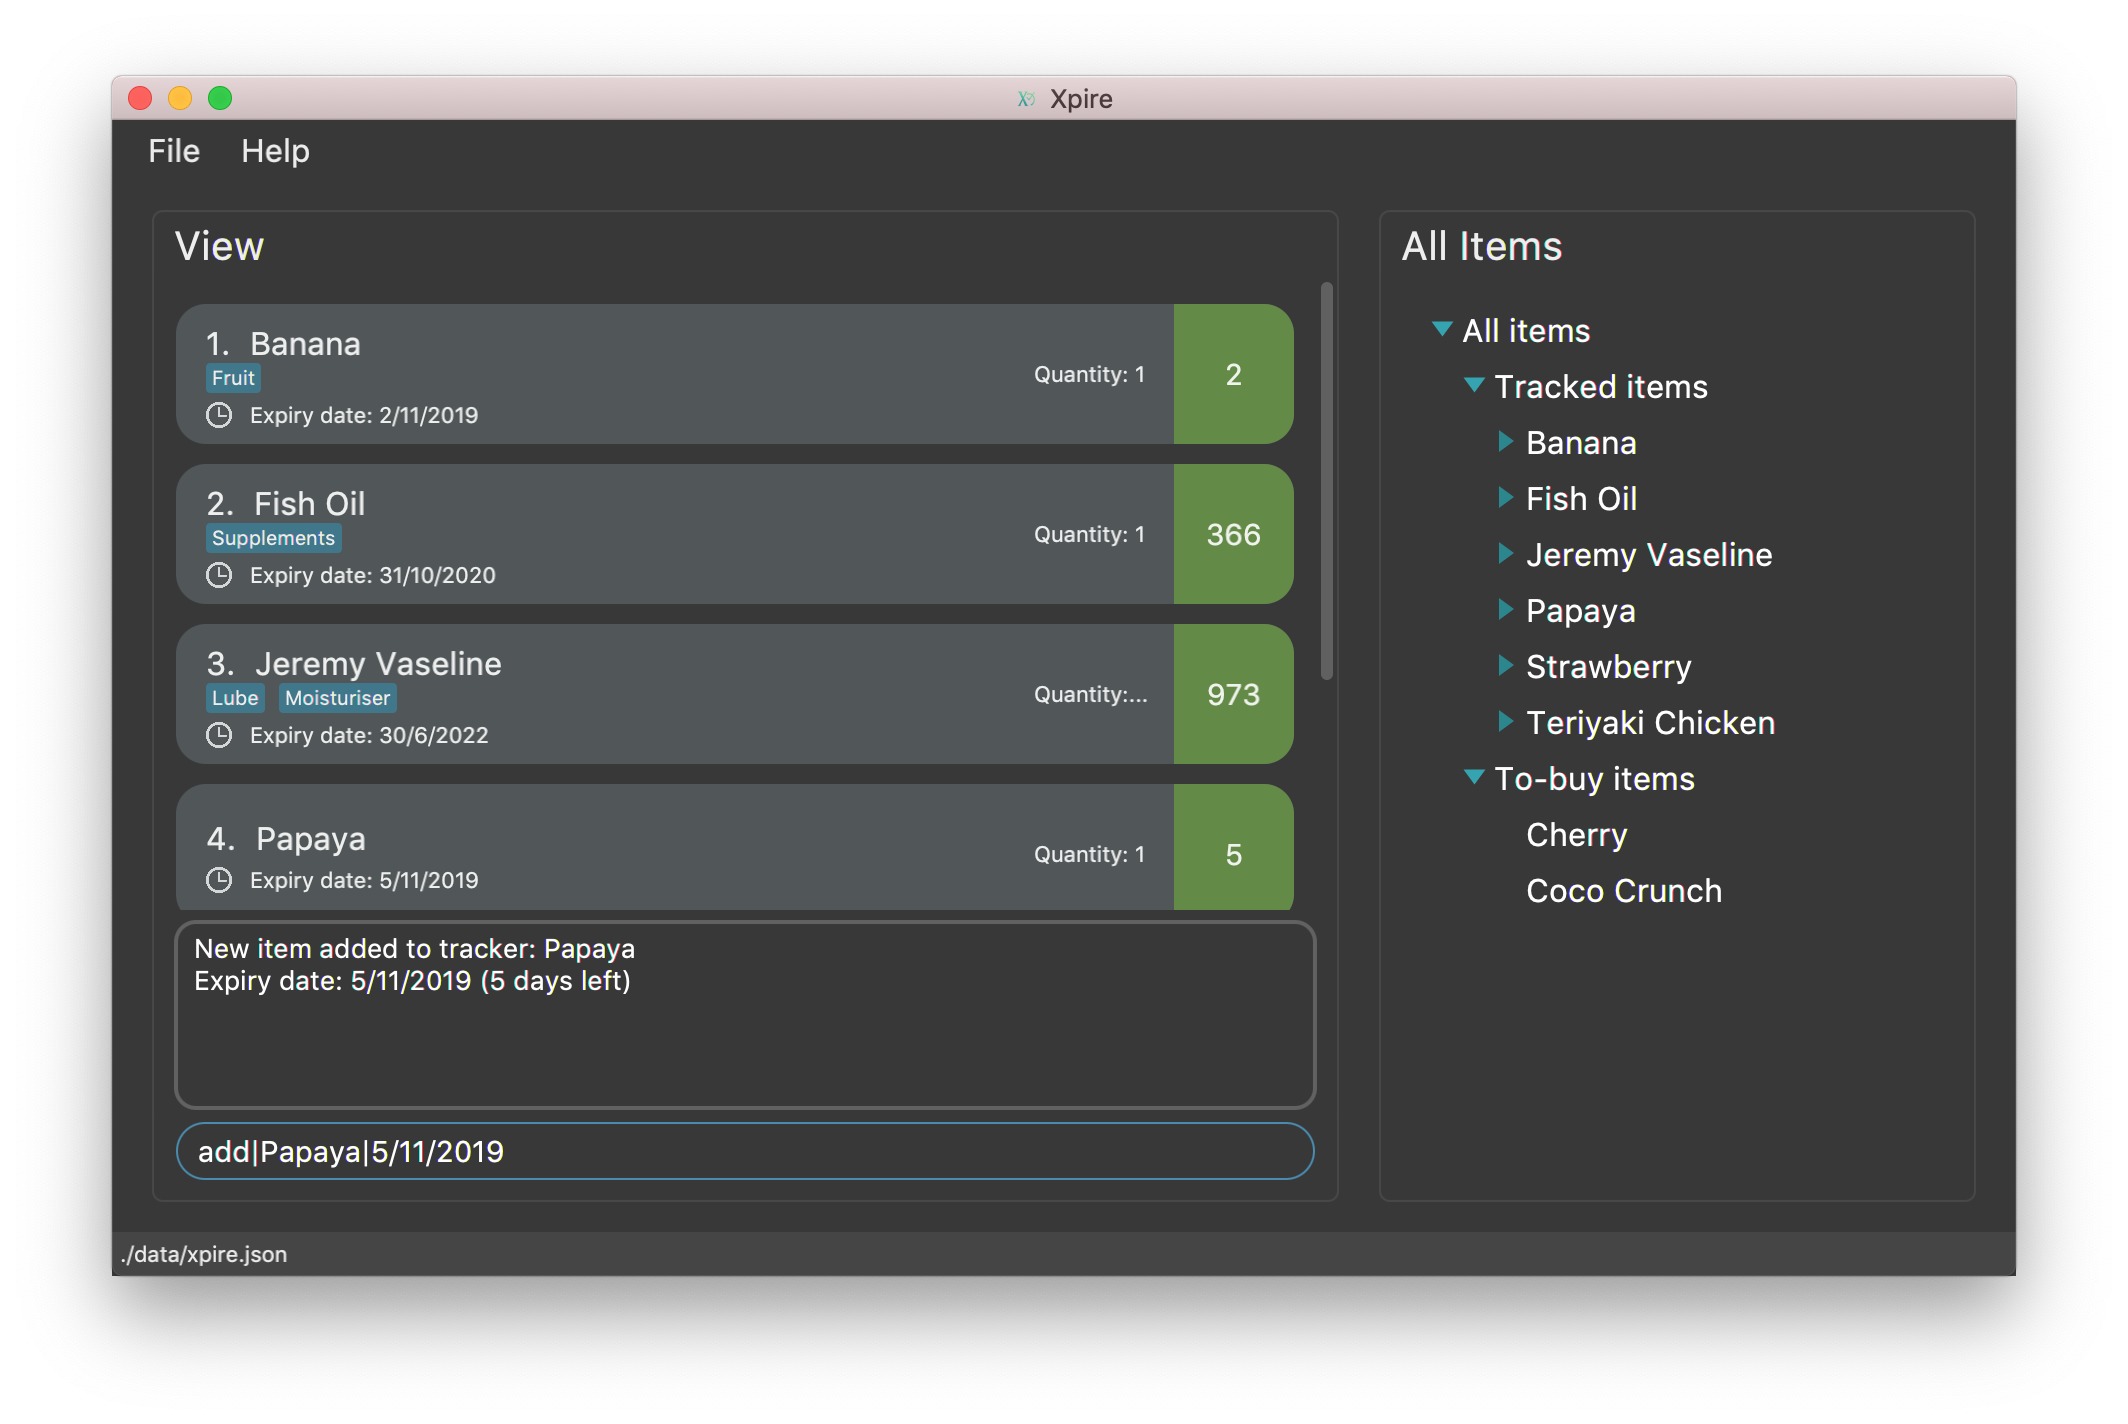 Xpire
File Help
View
1. Banana
Fruit
Expiry date: 2/11/2019
Quantity: 1
2
2. Fish Oil
Supplements
Expiry date: 31/10/2020
Quantity: 1
366
3. Jeremy Vaseline
Lube Moisturiser
Expiry date: 30/6/2022
Quantity:...
973
4. Papaya
Expiry date: 5/11/2019
Quantity: 1
5
New item added to tracker: Papaya
Expiry date: 5/11/2019 (5 days left)
add|Papaya|5/11/2019
All Items
All items
Tracked items
Banana
Fish Oil
Jeremy Vaseline
Papaya
Strawberry
Teriyaki Chicken
To-buy items
Cherry
Coco Crunch
./data/xpire.json